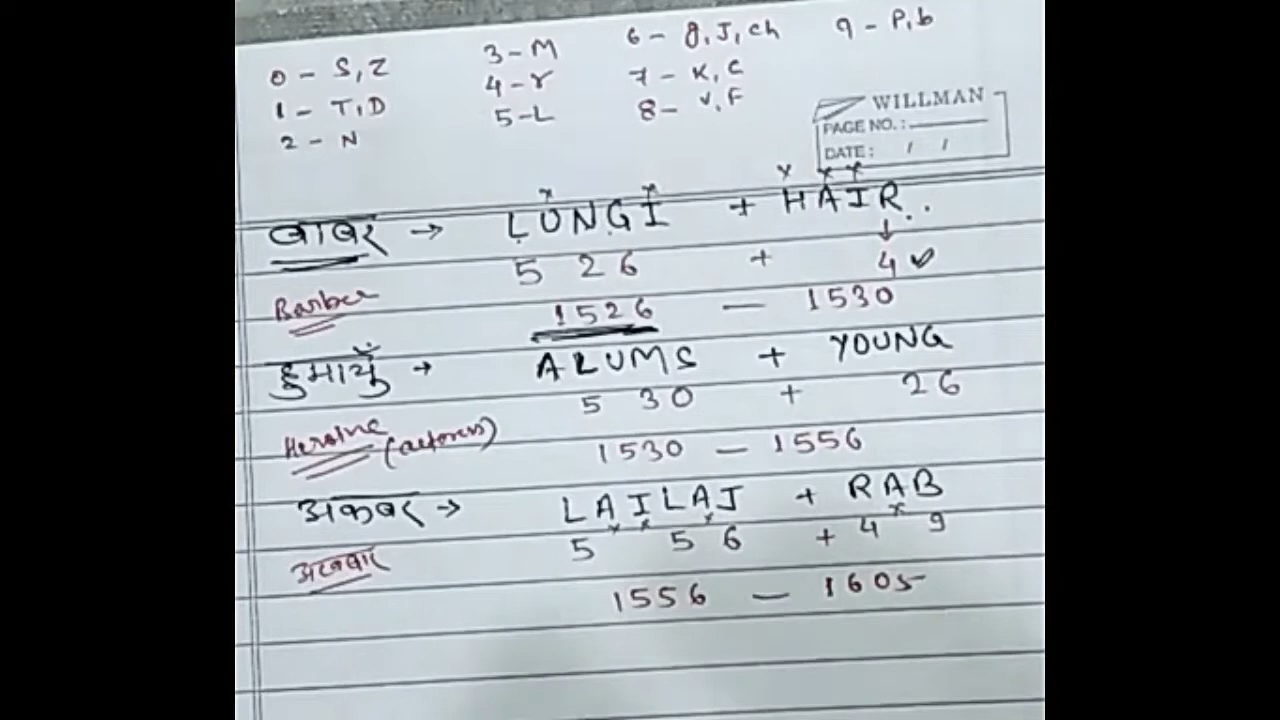 0 - S, Z 3 - M 6 - g, J, ch 9 - P, b
1 - T, D 4 - r 7 - K, C
2 - N 5 - L 8 - v, F
WILLMAN
PAGE NO. :
DATE : / /
बाबर → LUNGI + HAIR..
5 2 6 + 4
Barber
1526 — 1530
हुमायुँ → ALUMS + YOUNG
5 30 + 26
Heroine (actoress)
1530 — 1556
अकबर → LAILAJ + RAB
5 5 6 + 4 9
अखबार
1556 — 1605